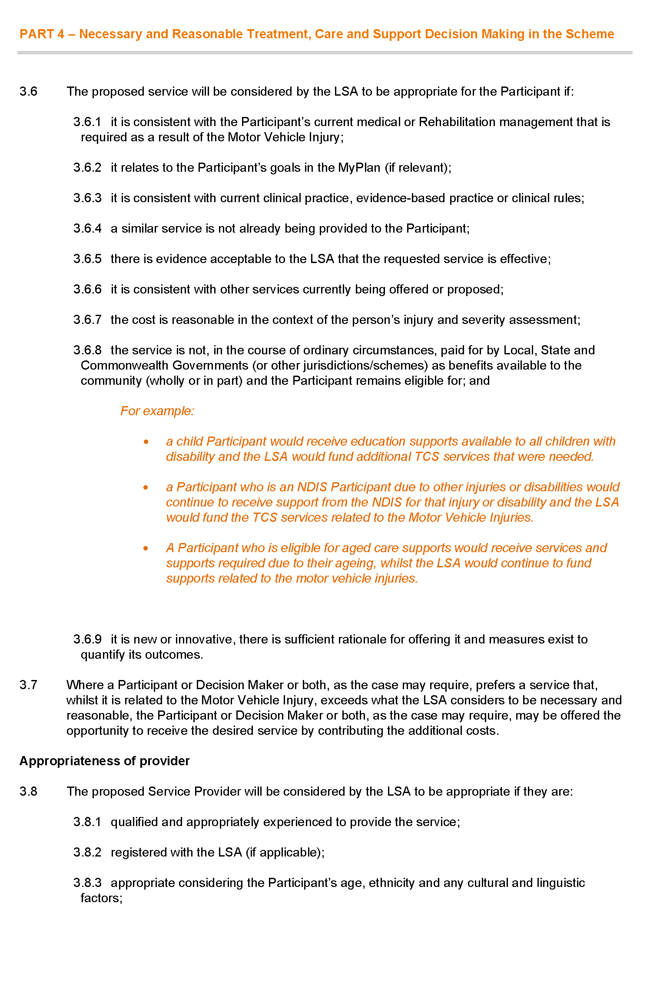 PART 4 – Necessary and Reasonable Treatment, Care and Support Decision Making in the Scheme
3.6 The proposed service will be considered by the LSA to be appropriate for the Participant if:
3.6.1 it is consistent with the Participant’s current medical or Rehabilitation management that is
required as a result of the Motor Vehicle Injury;
3.6.2 it relates to the Participant’s goals in the MyPlan (if relevant);
3.6.3 it is consistent with current clinical practice, evidence-based practice or clinical rules;
3.6.4 a similar service is not already being provided to the Participant;
3.6.5 there is evidence acceptable to the LSA that the requested service is effective;
3.6.6 it is consistent with other services currently being offered or proposed;
3.6.7 the cost is reasonable in the context of the person’s injury and severity assessment;
3.6.8 the service is not, in the course of ordinary circumstances, paid for by Local, State and
Commonwealth Governments (or other jurisdictions/schemes) as benefits available to the
community (wholly or in part) and the Participant remains eligible for; and
For example:
• a child Participant would receive education supports available to all children with
disability and the LSA would fund additional TCS services that were needed.
• a Participant who is an NDIS Participant due to other injuries or disabilities would
continue to receive support from the NDIS for that injury or disability and the LSA
would fund the TCS services related to the Motor Vehicle Injuries.
• A Participant who is eligible for aged care supports would receive services and
supports required due to their ageing, whilst the LSA would continue to fund
supports related to the motor vehicle injuries.
3.6.9 it is new or innovative, there is sufficient rationale for offering it and measures exist to
quantify its outcomes.
3.7 Where a Participant or Decision Maker or both, as the case may require, prefers a service that,
whilst it is related to the Motor Vehicle Injury, exceeds what the LSA considers to be necessary and
reasonable, the Participant or Decision Maker or both, as the case may require, may be offered the
opportunity to receive the desired service by contributing the additional costs.
Appropriateness of provider
3.8 The proposed Service Provider will be considered by the LSA to be appropriate if they are:
3.8.1 qualified and appropriately experienced to provide the service;
3.8.2 registered with the LSA (if applicable);
3.8.3 appropriate considering the Participant’s age, ethnicity and any cultural and linguistic
factors;